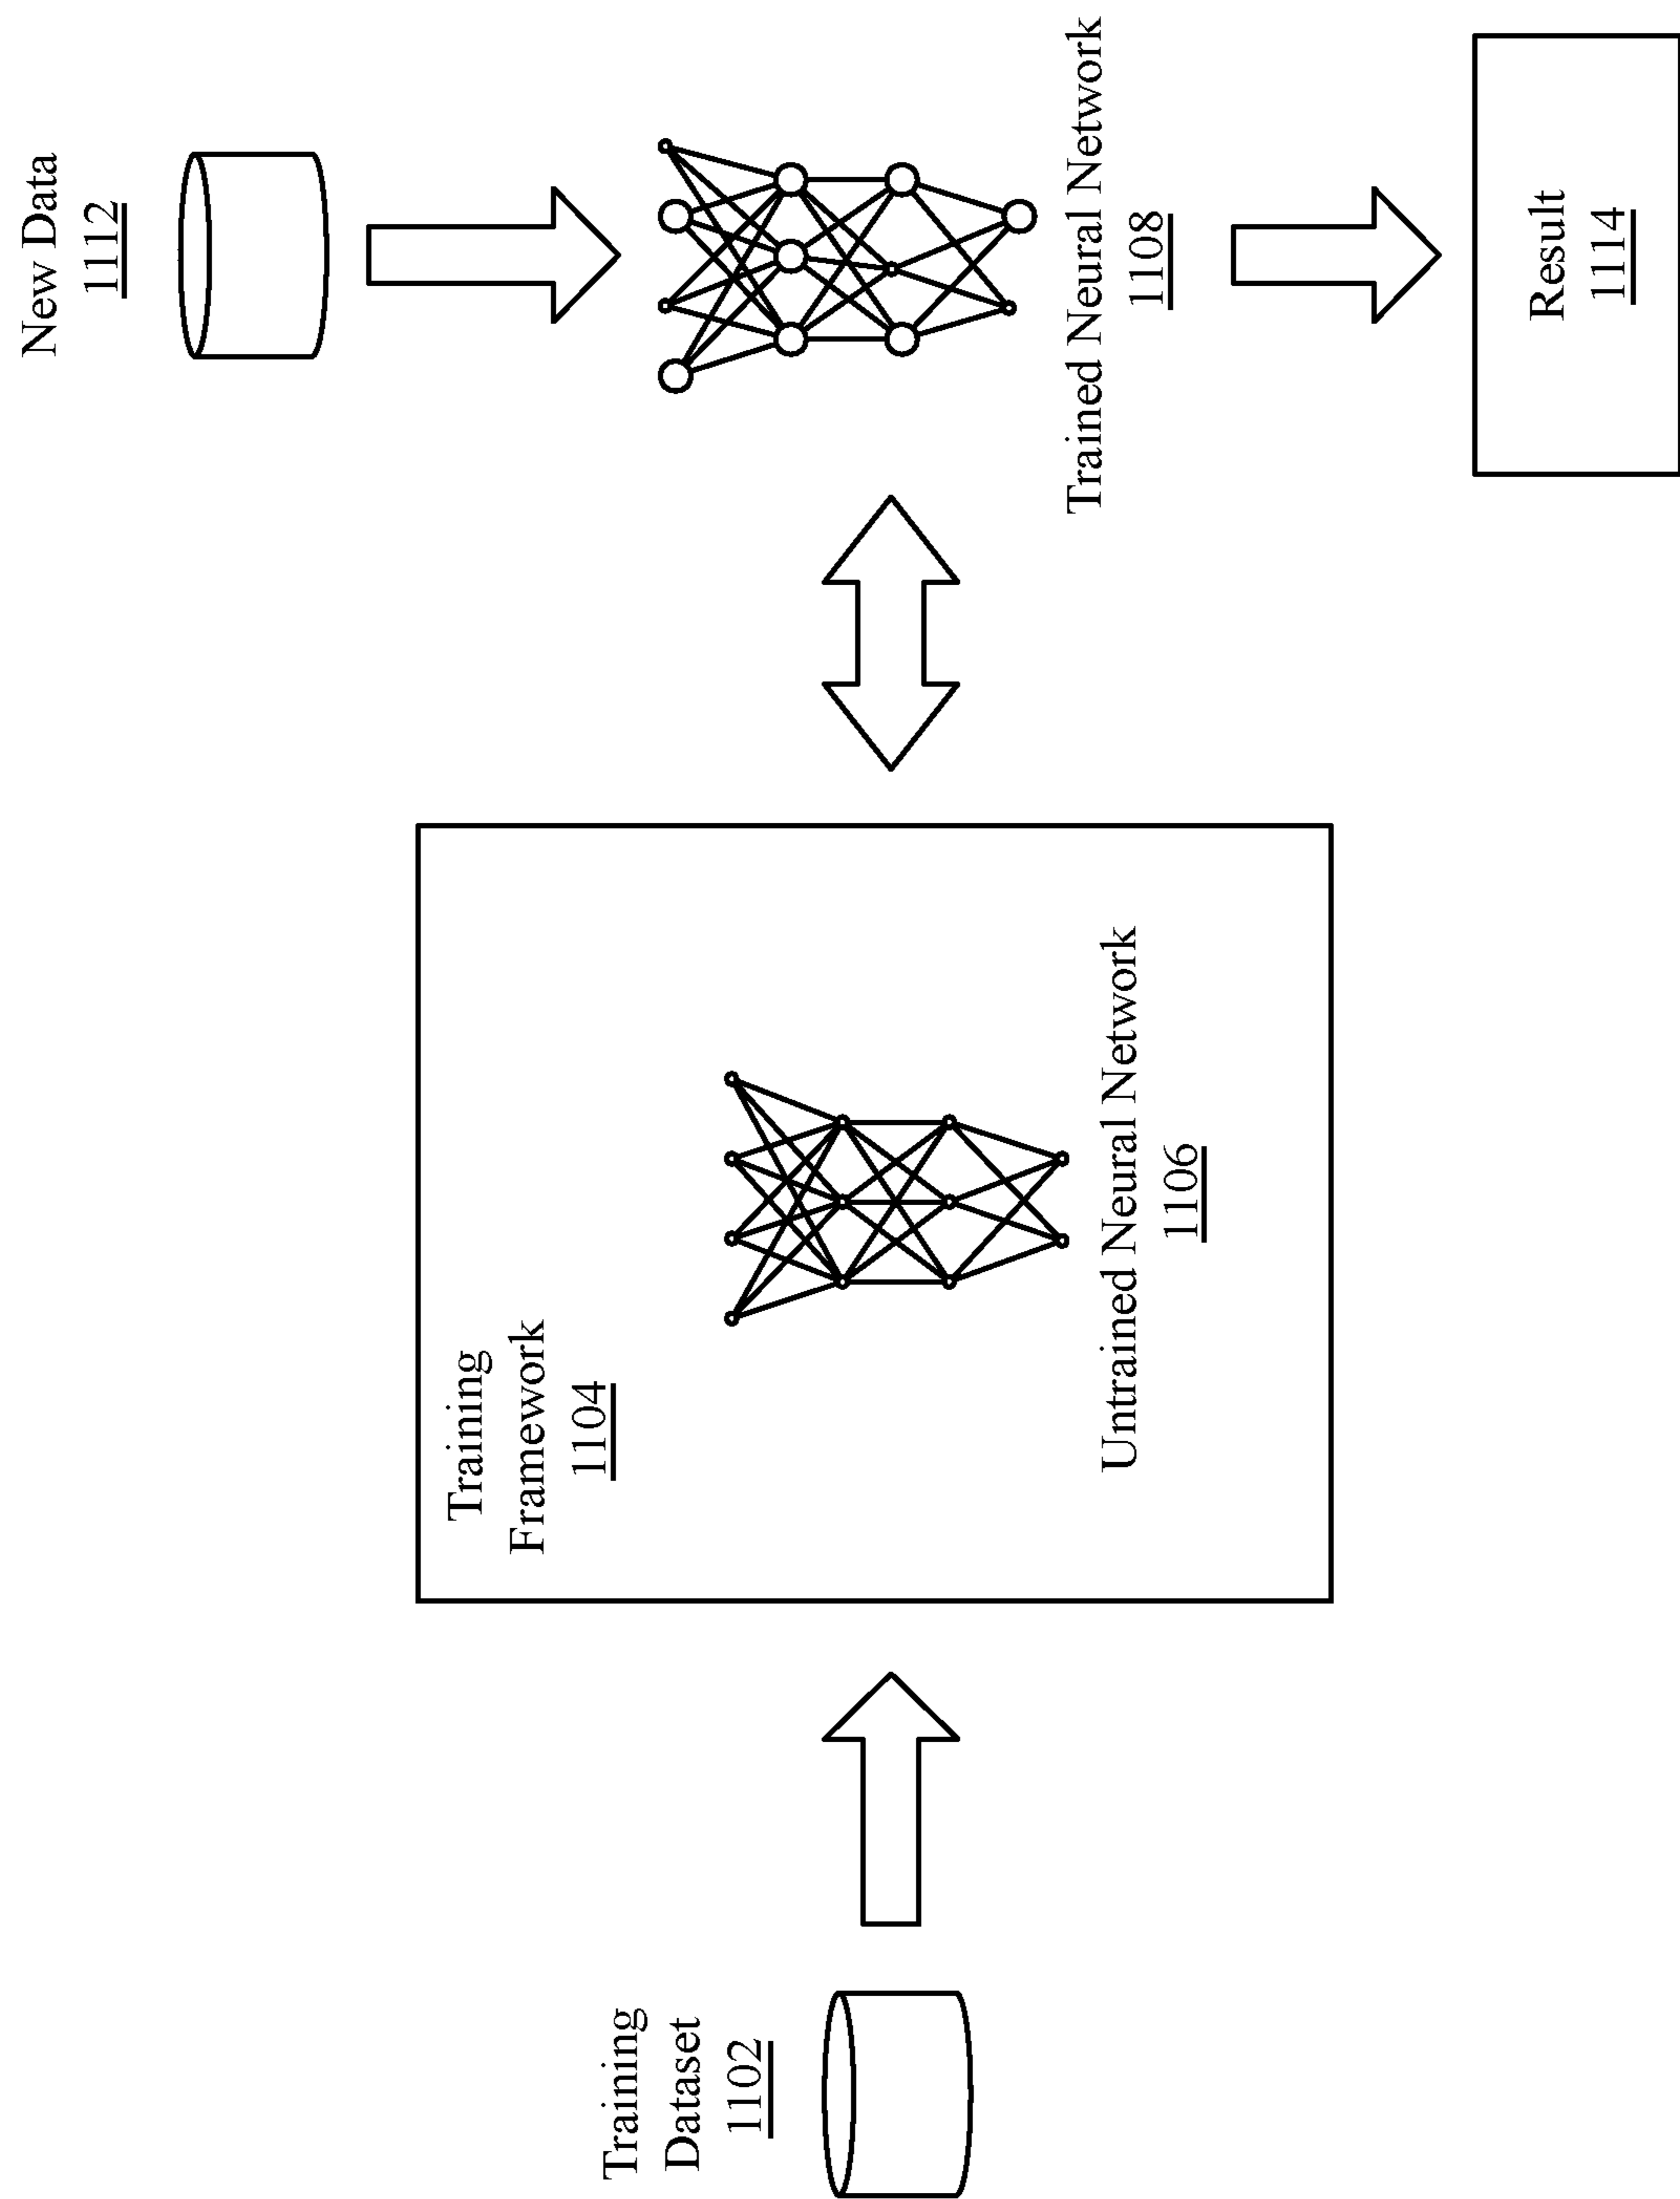 Training
Dataset
1102
Training
Framework
1104
Untrained Neural Network
1106
New Data
1112
Trained Neural Network
1108
Result
1114